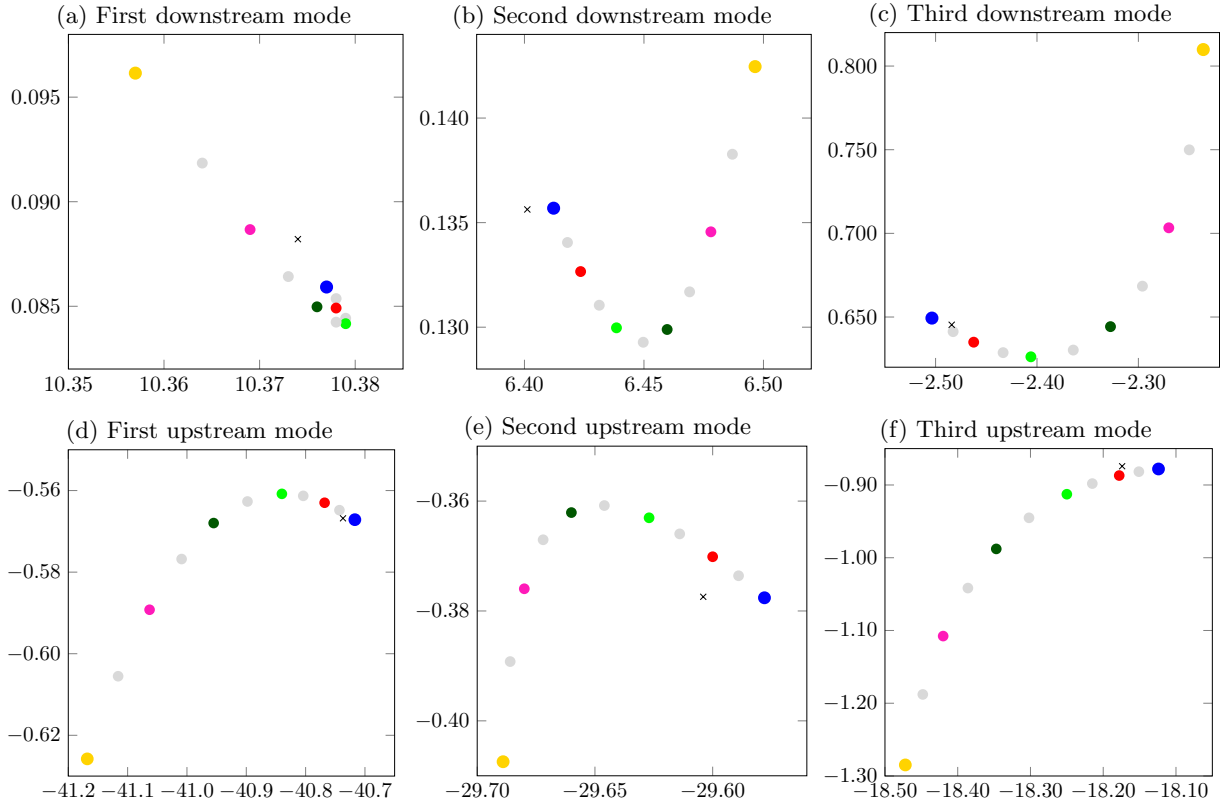 (a) First downstream mode
0.095
0.090
0.085
10.35 10.36 10.37 10.38
(b) Second downstream mode
0.140
0.135
0.130
6.40 6.45 6.50
(c) Third downstream mode
0.800
0.750
0.700
0.650
−2.50 −2.40 −2.30
(d) First upstream mode
−0.56
−0.58
−0.60
−0.62
−41.2 −41.1 −41.0 −40.9 −40.8 −40.7
(e) Second upstream mode
−0.36
−0.38
−0.40
−29.70 −29.65 −29.60
(f) Third upstream mode
−0.90
−1.00
−1.10
−1.20
−1.30
−18.50 −18.40 −18.30 −18.20 −18.10